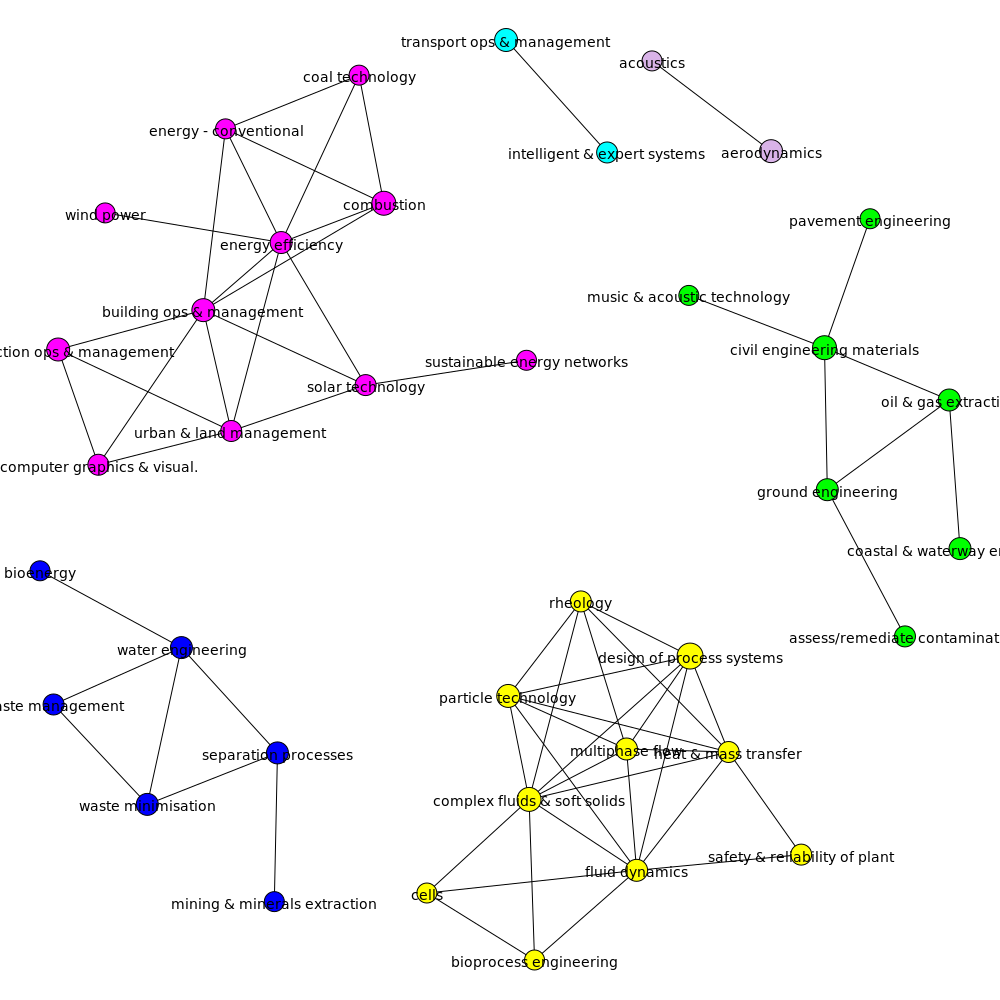 transport ops & management
acoustics
coal technology
energy - conventional
intelligent & expert systems
aerodynamics
combustion
wind power
pavement engineering
energy efficiency
music & acoustic technology
building ops & management
ction ops & management
civil engineering materials
sustainable energy networks
solar technology
oil & gas extracti
urban & land management
computer graphics & visual.
ground engineering
coastal & waterway en
bioenergy
rheology
assess/remediate contaminat
water engineering
design of process systems
particle technology
aste management
multiphase flow
heat & mass transfer
separation processes
complex fluids & soft solids
waste minimisation
safety & reliability of plant
fluid dynamics
cells
mining & minerals extraction
bioprocess engineering